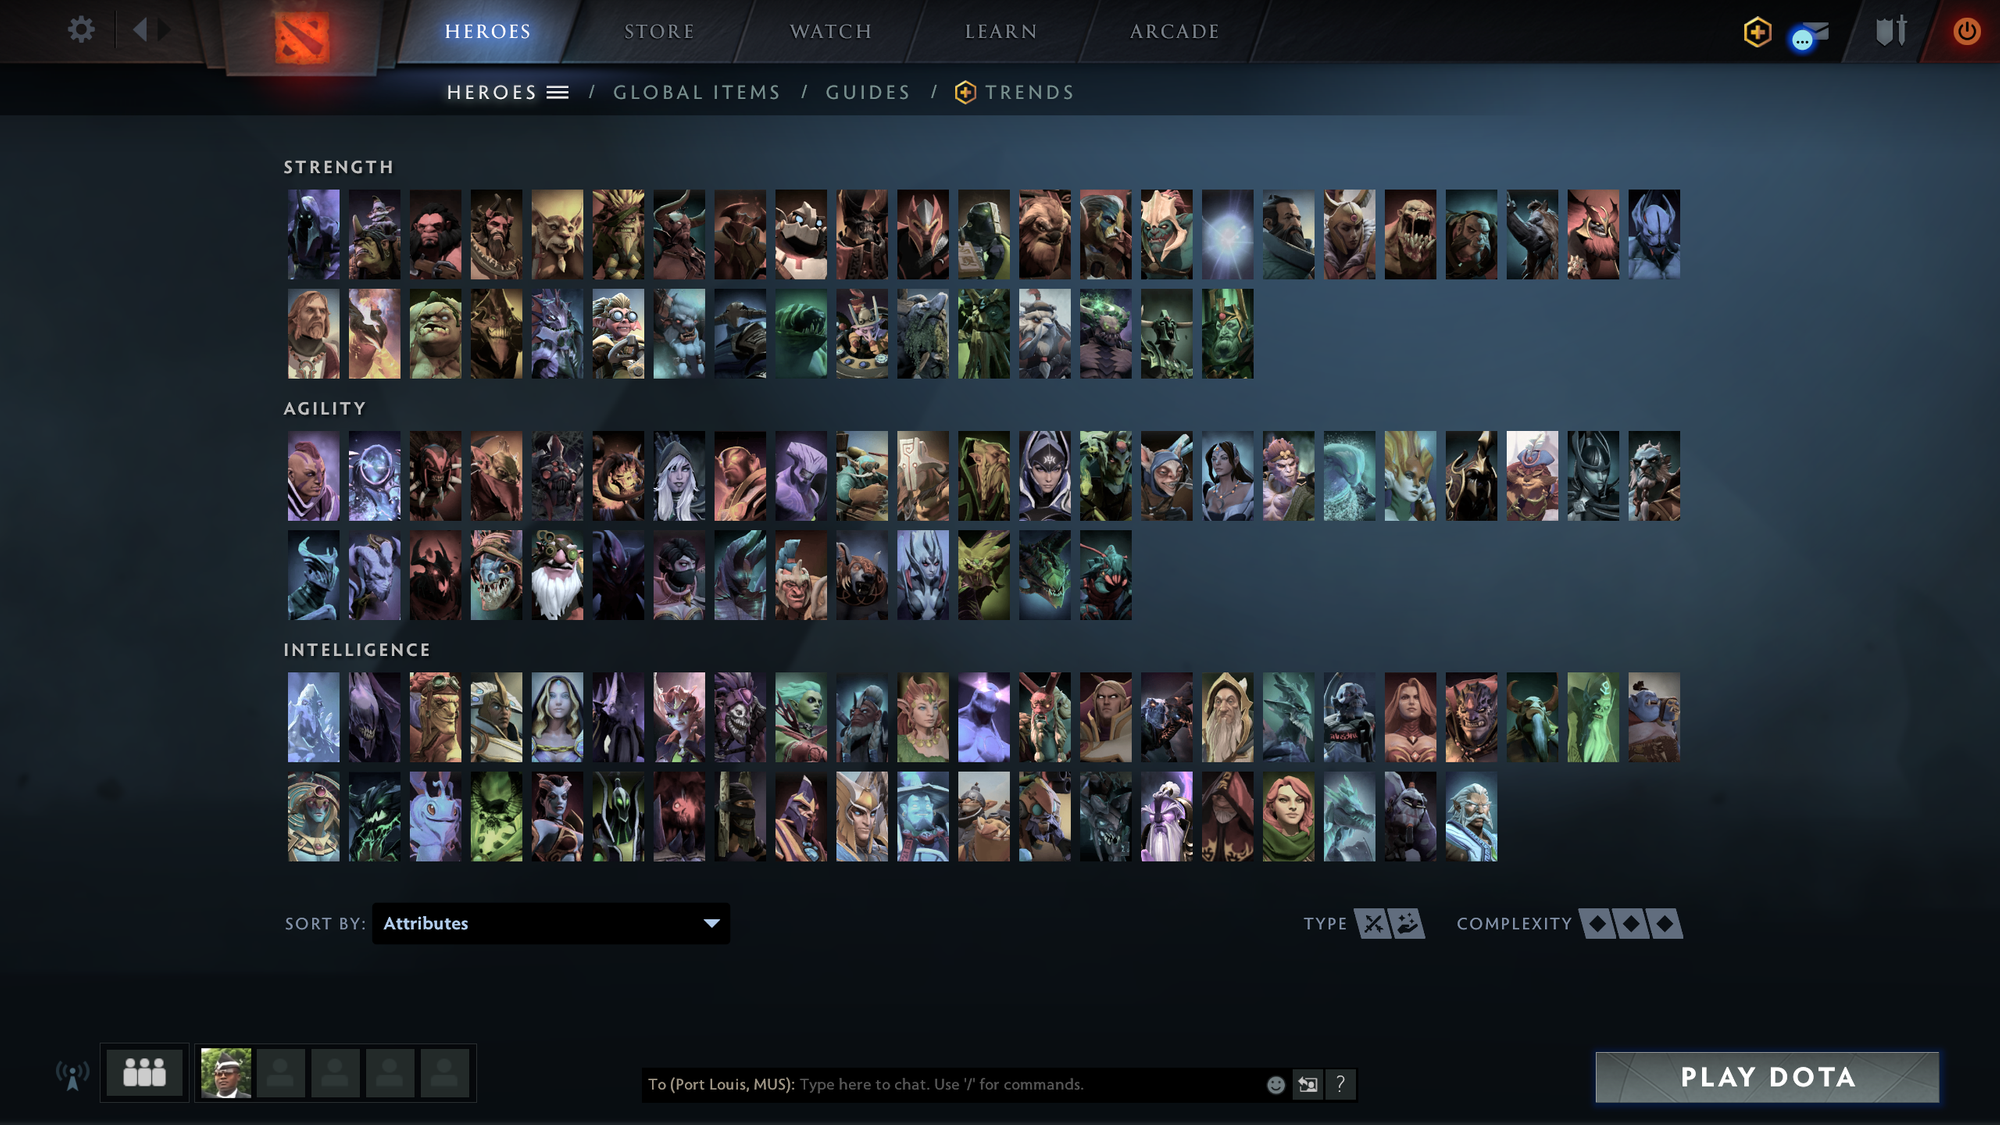 HEROES STORE WATCH LEARN ARCADE
HEROES / GLOBAL ITEMS / GUIDES / TRENDS
STRENGTH
AGILITY
INTELLIGENCE
SORT BY: Attributes TYPE COMPLEXITY
To (Port Louis, MUS): Type here to chat. Use '/' for commands. ?
PLAY DOTA